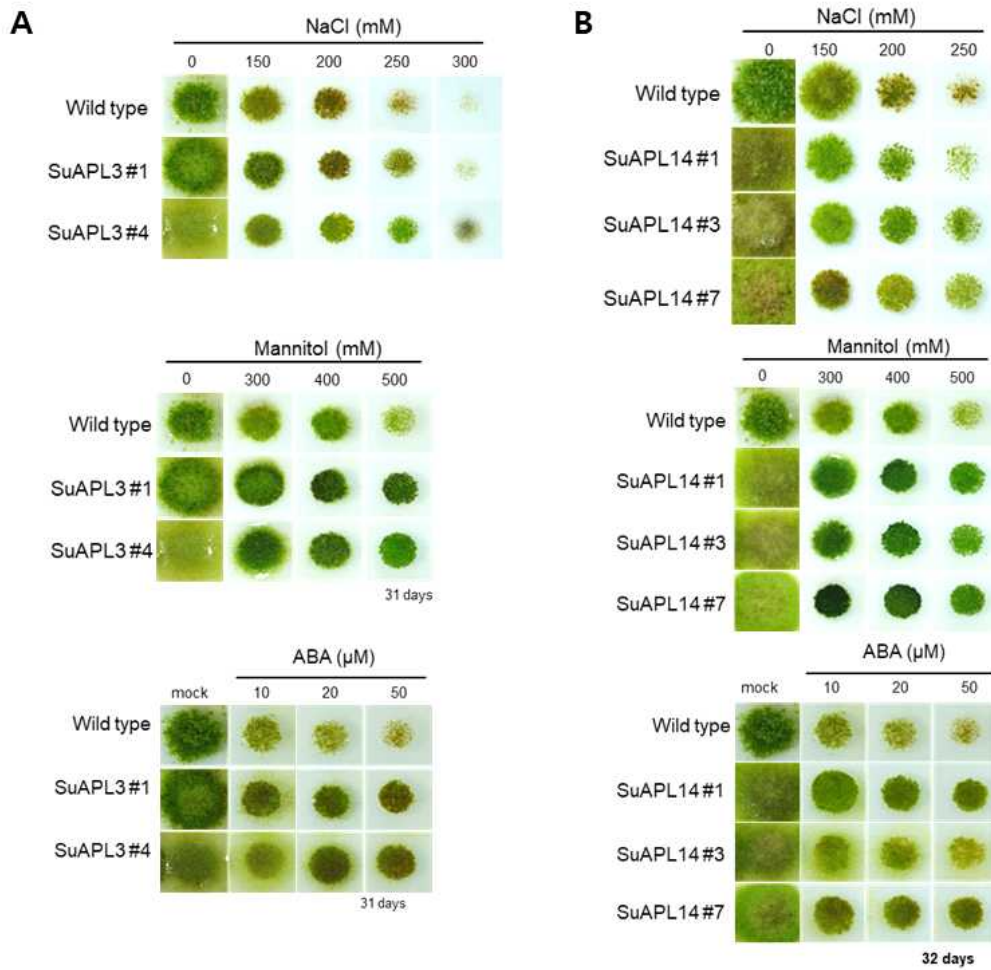 A
NaCl (mM)
0 150 200 250 300
Wild type
SuAPL3 #1
SuAPL3 #4
Mannitol (mM)
0 300 400 500
Wild type
SuAPL3 #1
SuAPL3 #4
31 days
ABA (µM)
mock 10 20 50
Wild type
SuAPL3 #1
SuAPL3 #4
31 days
B
NaCl (mM)
0 150 200 250
Wild type
SuAPL14 #1
SuAPL14 #3
SuAPL14 #7
Mannitol (mM)
0 300 400 500
Wild type
SuAPL14 #1
SuAPL14 #3
SuAPL14 #7
ABA (µM)
mock 10 20 50
Wild type
SuAPL14 #1
SuAPL14 #3
SuAPL14 #7
32 days